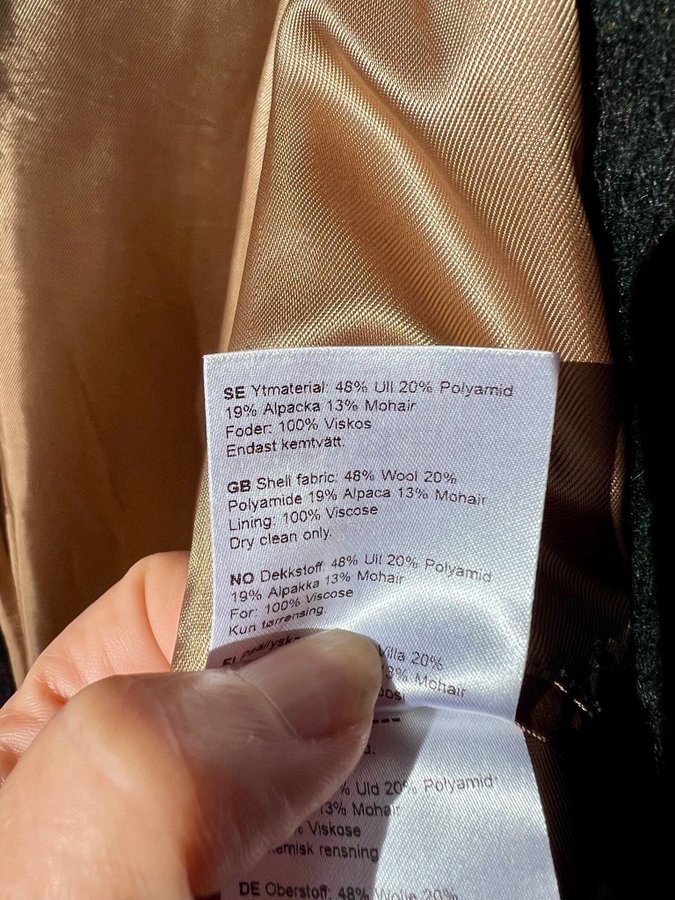 SE Ytmaterial: 48% Ull 20% Polyamid
19% Alpacka 13% Mohair
Foder: 100% Viskos
Endast kemtvätt.
GB Shell fabric: 48% Wool 20%
Polyamide 19% Alpaca 13% Mohair
Lining: 100% Viscose
Dry clean only.
NO Dekkstoff: 48% Ull 20% Polyamid
19% Alpakka 13% Mohair
For: 100% Viscose
Kun tørrensing.
Villa 20%
Mohair
% Uld 20% Polyamid
13% Mohair
% Viskose
rensning.
DE Oberstoff: 48% Wolle 20%